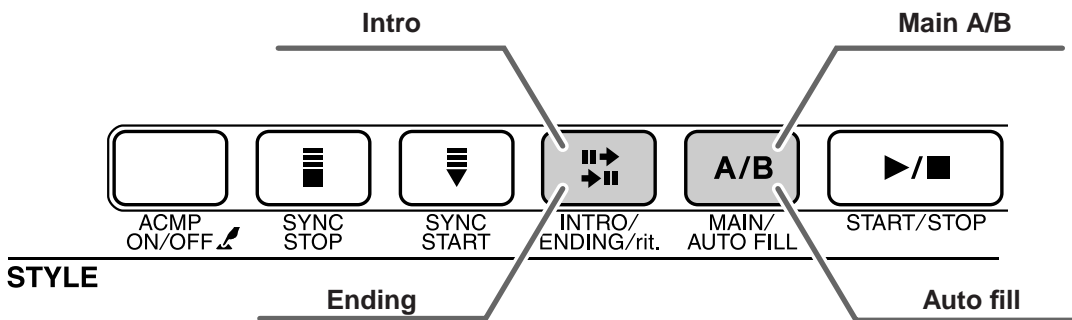 Intro
Main A/B
A/B
ACMP
ON/OFF
SYNC
STOP
SYNC
START
INTRO/
ENDING/rit.
MAIN/
AUTO FILL
START/STOP
STYLE
Ending
Auto fill